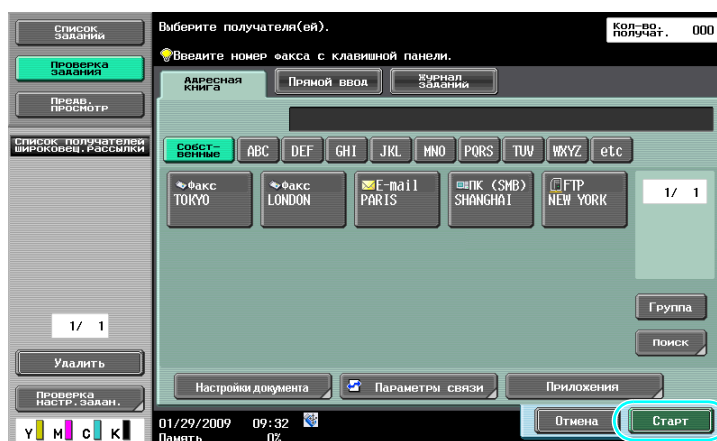 Список
заданий
Проверка
задания
Предв.
просмотр
Список получателей
широковещ.рассылки
1/ 1
Удалить
Проверка
настр.задан.
Y M C K
Выберите получателя(ей).
Кол-во.
получат. 000
Введите номер факса с клавишной панели.
Адресная
книга
Прямой ввод
Журнал
заданий
Собст-
венные
ABC DEF GHI JKL MNO PQRS TUV WXYZ etc
Факс
TOKYO
Факс
LONDON
E-mail
PARIS
ПК (SMB)
SHANGHAI
FTP
NEW YORK
1/ 1
Группа
Поиск
Настройки документа
Параметры связи
Приложения
01/29/2009 09:32
Память 0%
Отмена
Старт